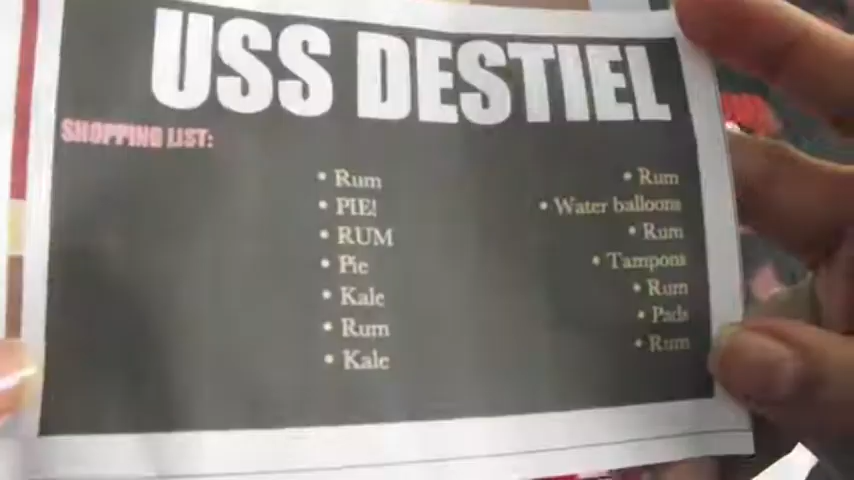 USS DESTIEL
SHOPPING LIST:
• Rum
• PIE!
• RUM
• Pie
• Kale
• Rum
• Kale
• Rum
• Water balloons
• Rum
• Tampons
• Rum
• Pads
• Rum